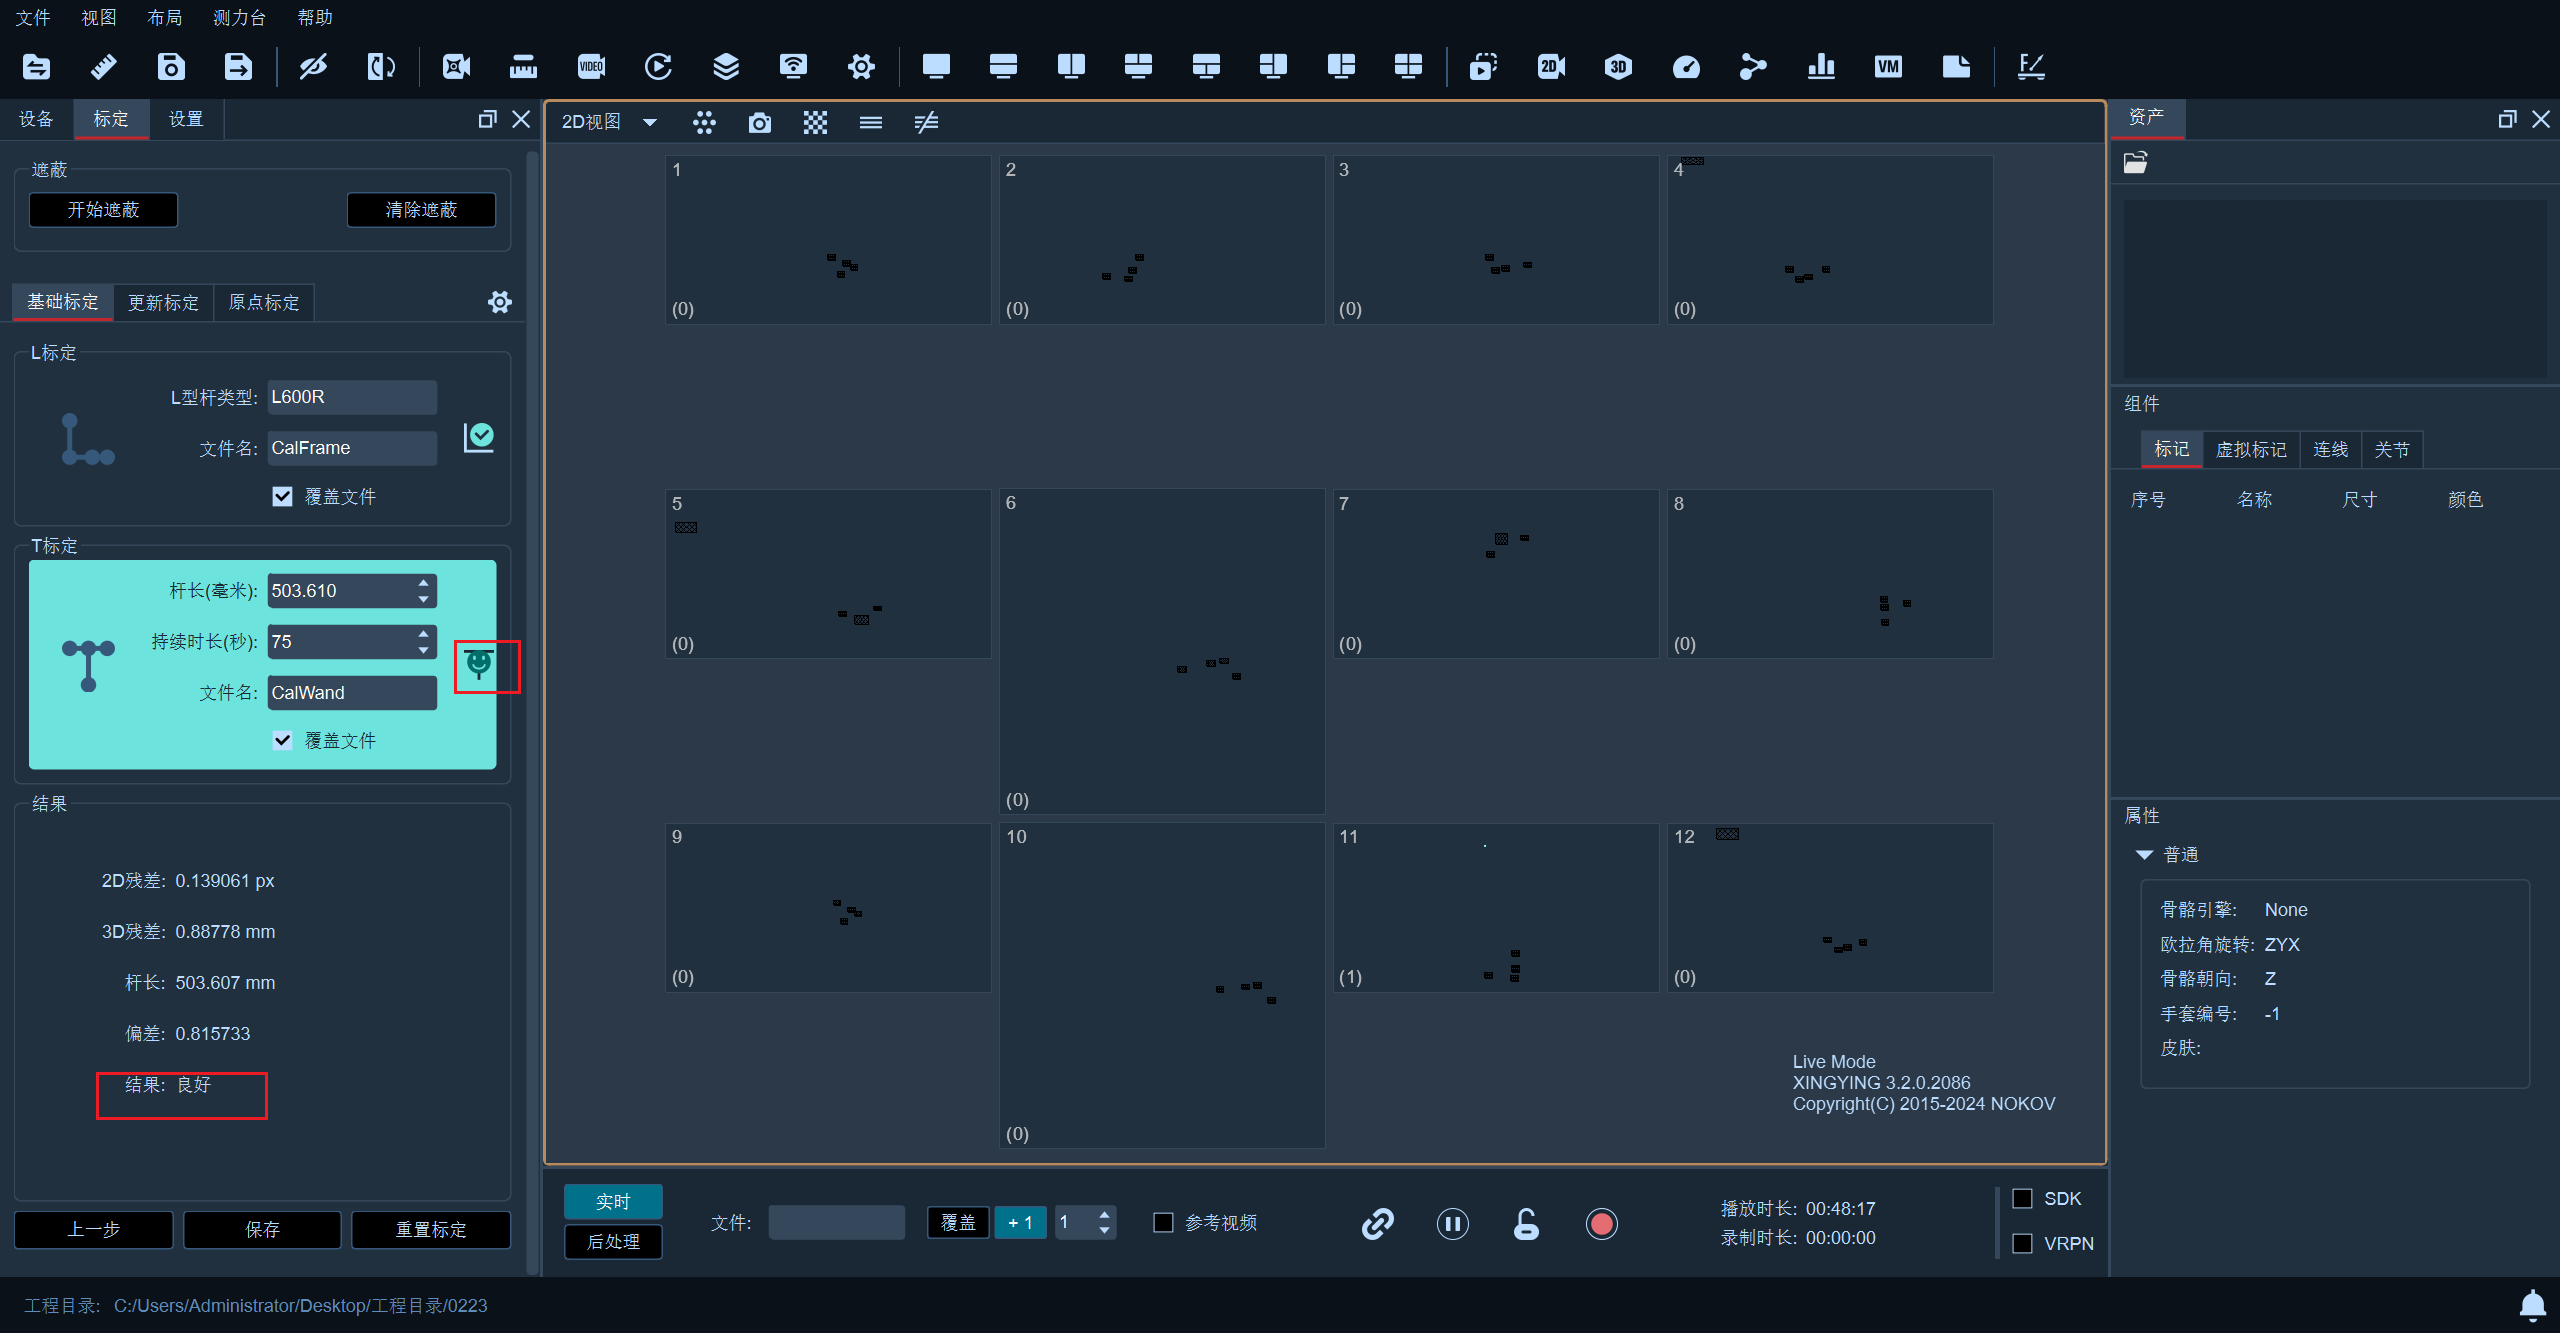 文件 视图 布局 测力台 帮助
VIDEO 2D 3D VM
设备 标定 设置
遮蔽
开始遮蔽 清除遮蔽
基础标定 更新标定 原点标定
L标定
L型杆类型: L600R
文件名: CalFrame
覆盖文件
T标定
杆长(毫米): 503.610
持续时长(秒): 75
文件名: CalWand
覆盖文件
结果
2D残差: 0.139061 px
3D残差: 0.88778 mm
杆长: 503.607 mm
偏差: 0.815733
结果: 良好
上一步 保存 重置标定
2D视图
1 2 3 4
(0) (0) (0) (0)
5 6 7 8
(0) (0) (0)
(0)
9 10 11 12
(0) (1) (0)
(0)
Live Mode
XINGYING 3.2.0.2086
Copyright(C) 2015-2024 NOKOV
实时
后处理
文件: 覆盖 + 1 1 参考视频
播放时长: 00:48:17
录制时长: 00:00:00
SDK
VRPN
资产
组件
标记 虚拟标记 连线 关节
序号 名称 尺寸 颜色
属性
普通
骨骼引擎: None
欧拉角旋转: ZYX
骨骼朝向: Z
手套编号: -1
皮肤:
工程目录: C:/Users/Administrator/Desktop/工程目录/0223